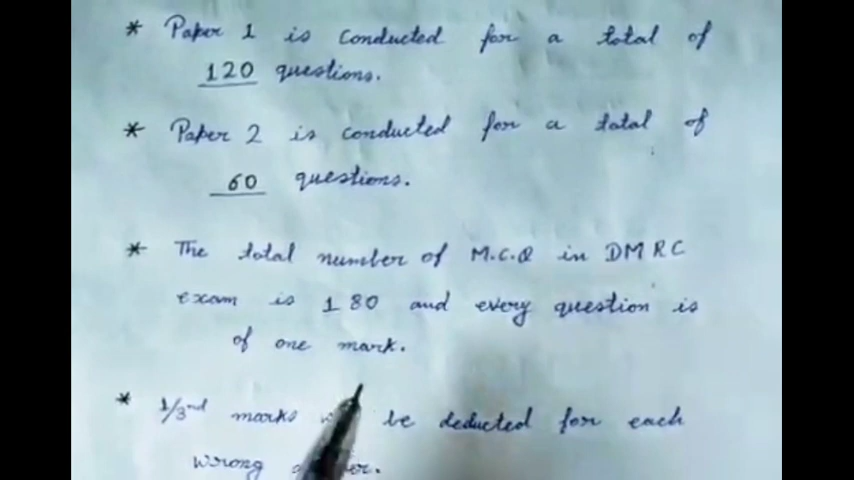 * Paper 1 is conducted for a total of
120 questions.
* Paper 2 is conducted for a total of
60 questions.
* The total number of M.C.Q in DMRC
exam is 180 and every question is
of one mark.
* 1/3rd marks be deducted for each
wrong